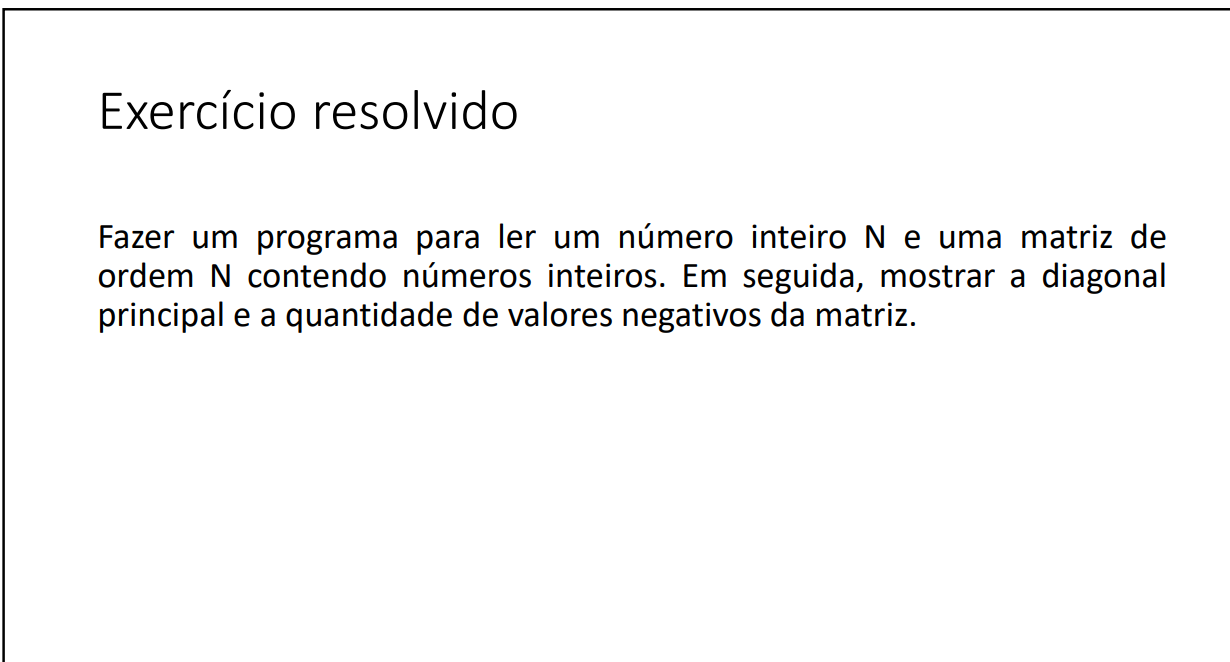 Exercício resolvido
Fazer um programa para ler um número inteiro N e uma matriz de
ordem N contendo números inteiros. Em seguida, mostrar a diagonal
principal e a quantidade de valores negativos da matriz.